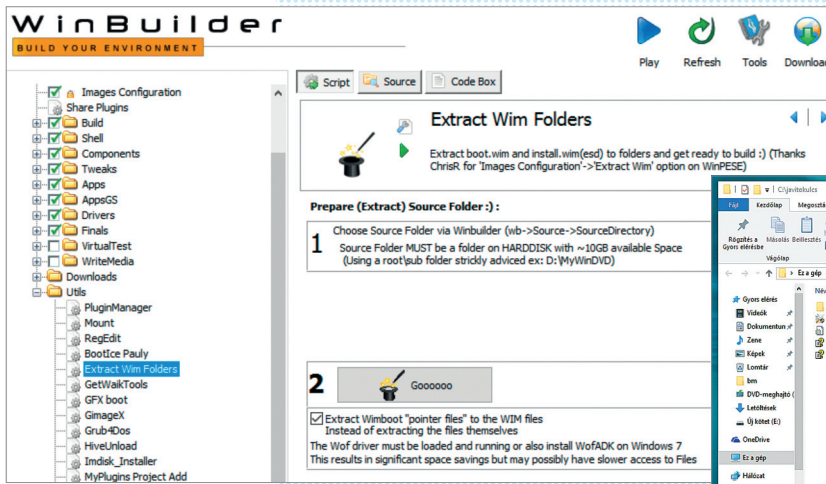 WinBuilder
BUILD YOUR ENVIRONMENT
Play
Refresh
Tools
Download
Images Configuration
Share Plugins
Build
Shell
Components
Tweaks
Apps
AppsGS
Drivers
Finals
VirtualTest
WriteMedia
Downloads
Utils
PluginManager
Mount
RegEdit
BootIce Pauly
Extract Wim Folders
GetWaikTools
GFX boot
GimageX
Grub4Dos
HiveUnload
Imdisk_Installer
MyPlugins Project Add
Script
Source
Code Box
Extract Wim Folders
Extract boot.wim and install.wim(esd) to folders and get ready to build :) (Thanks
ChrisR for 'Images Configuration'->'Extract Wim' option on WinPESE)
Prepare (Extract) Source Folder :) :
1
Choose Source Folder via Winbuilder (wb->Source->SourceDirectory)
Source Folder MUST be a folder on HARDDISK with ~10GB available Space
(Using a root\sub folder strickly adviced ex: D:\MyWinDVD)
2
Goooooo
Extract Wimboot "pointer files" to the WIM files
Instead of extracting the files themselves
The Wof driver must be loaded and running or also install WofADK on Windows 7
This results in significant space savings but may possibly have slower access to Files
C:\javitokulcs
Fájl
Kezdőlap
Megosztá
Rögzítés a
Gyors elérésbe
Másolás
Beillesztés
Vágólap
Ez a gép
Név
Gyors elérés
Videók
Dokumentun
Zene
Képek
Lomtár
bm
DVD-meghajtó (
Letöltések
Új kötet (E:)
OneDrive
Ez a gép
Hálózat